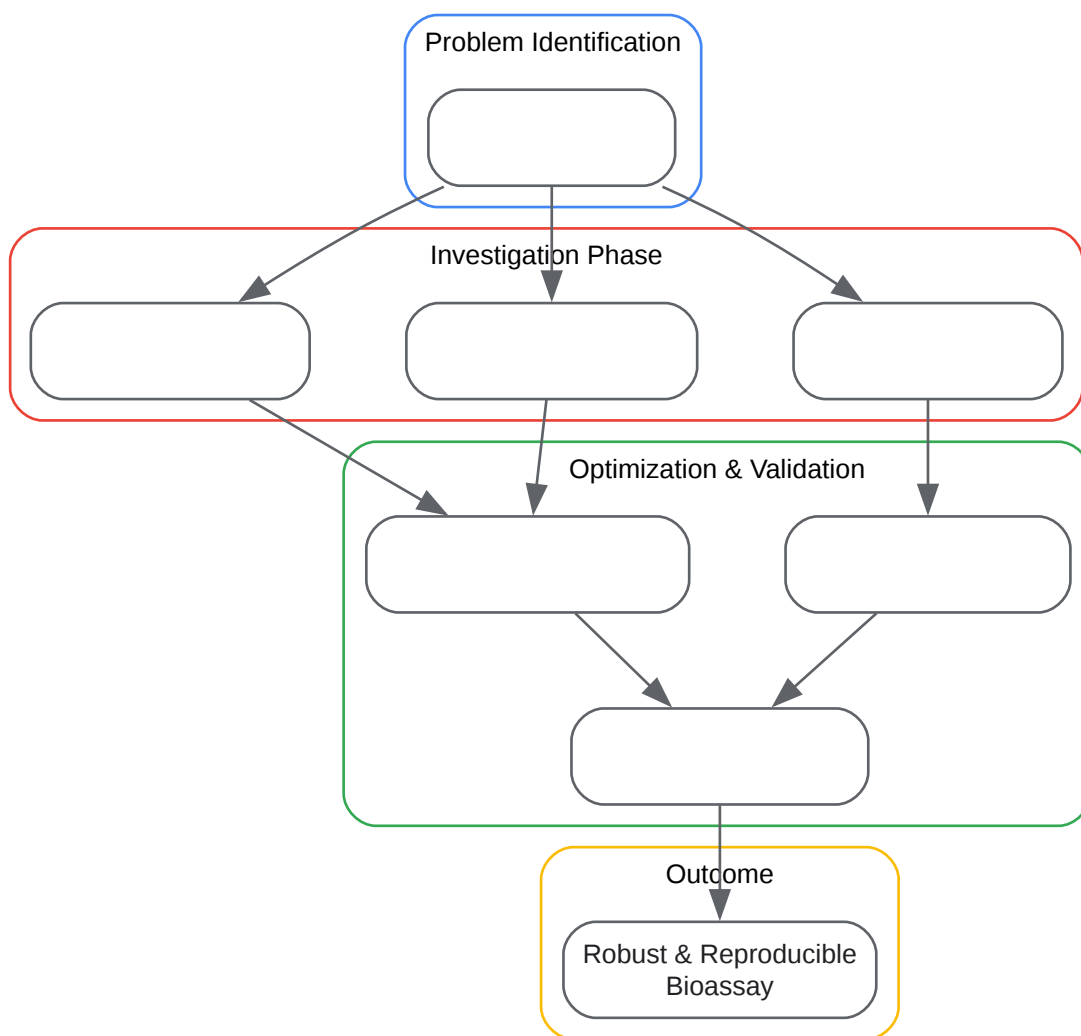 Problem Identification
Investigation Phase
Optimization & Validation
Outcome
Robust & Reproducible
Bioassay